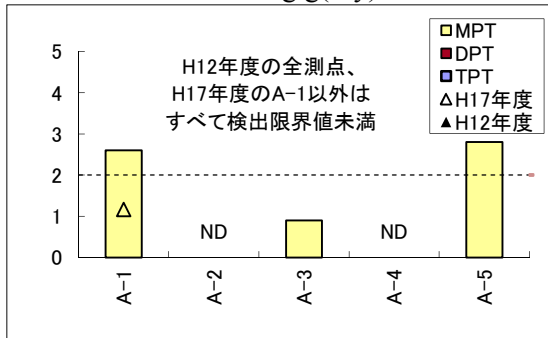 5
4
3
2
1
0
H12年度の全測点、
H17年度のA-1以外は
すべて検出限界値未満
MPT
DPT
TPT
△H17年度
▲H12年度
ND
ND
A-1
A-2
A-3
A-4
A-5